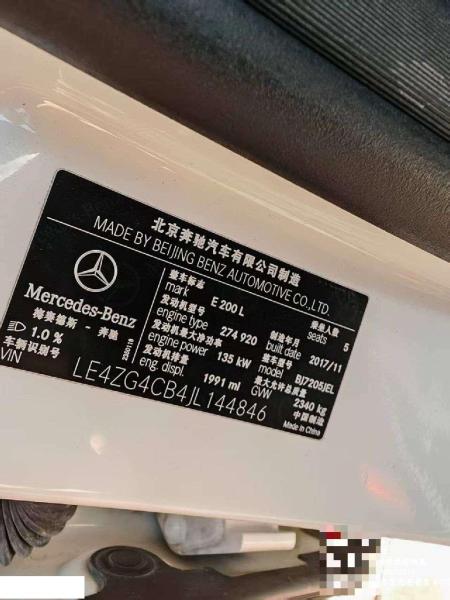 北京奔驰汽车有限公司制造
MADE BY BEIJING BENZ AUTOMOTIVE CO.,LTD.
Mercedes-Benz
梅赛德斯 - 奔驰
1.0 %
整车标志 mark E 200 L
乘坐人数 seats 5
发动机型号 engine type 274 920
制造年月 built date 2017/11
发动机最大净功率 engine power 135 kW
整车型号 model BJ7205JEL
发动机排量 eng. displ 1991 ml
最大允许总质量 GVW 2340 kg
中国制造
Made in China
车辆识别号
VIN LE4ZG4CB4JL144846